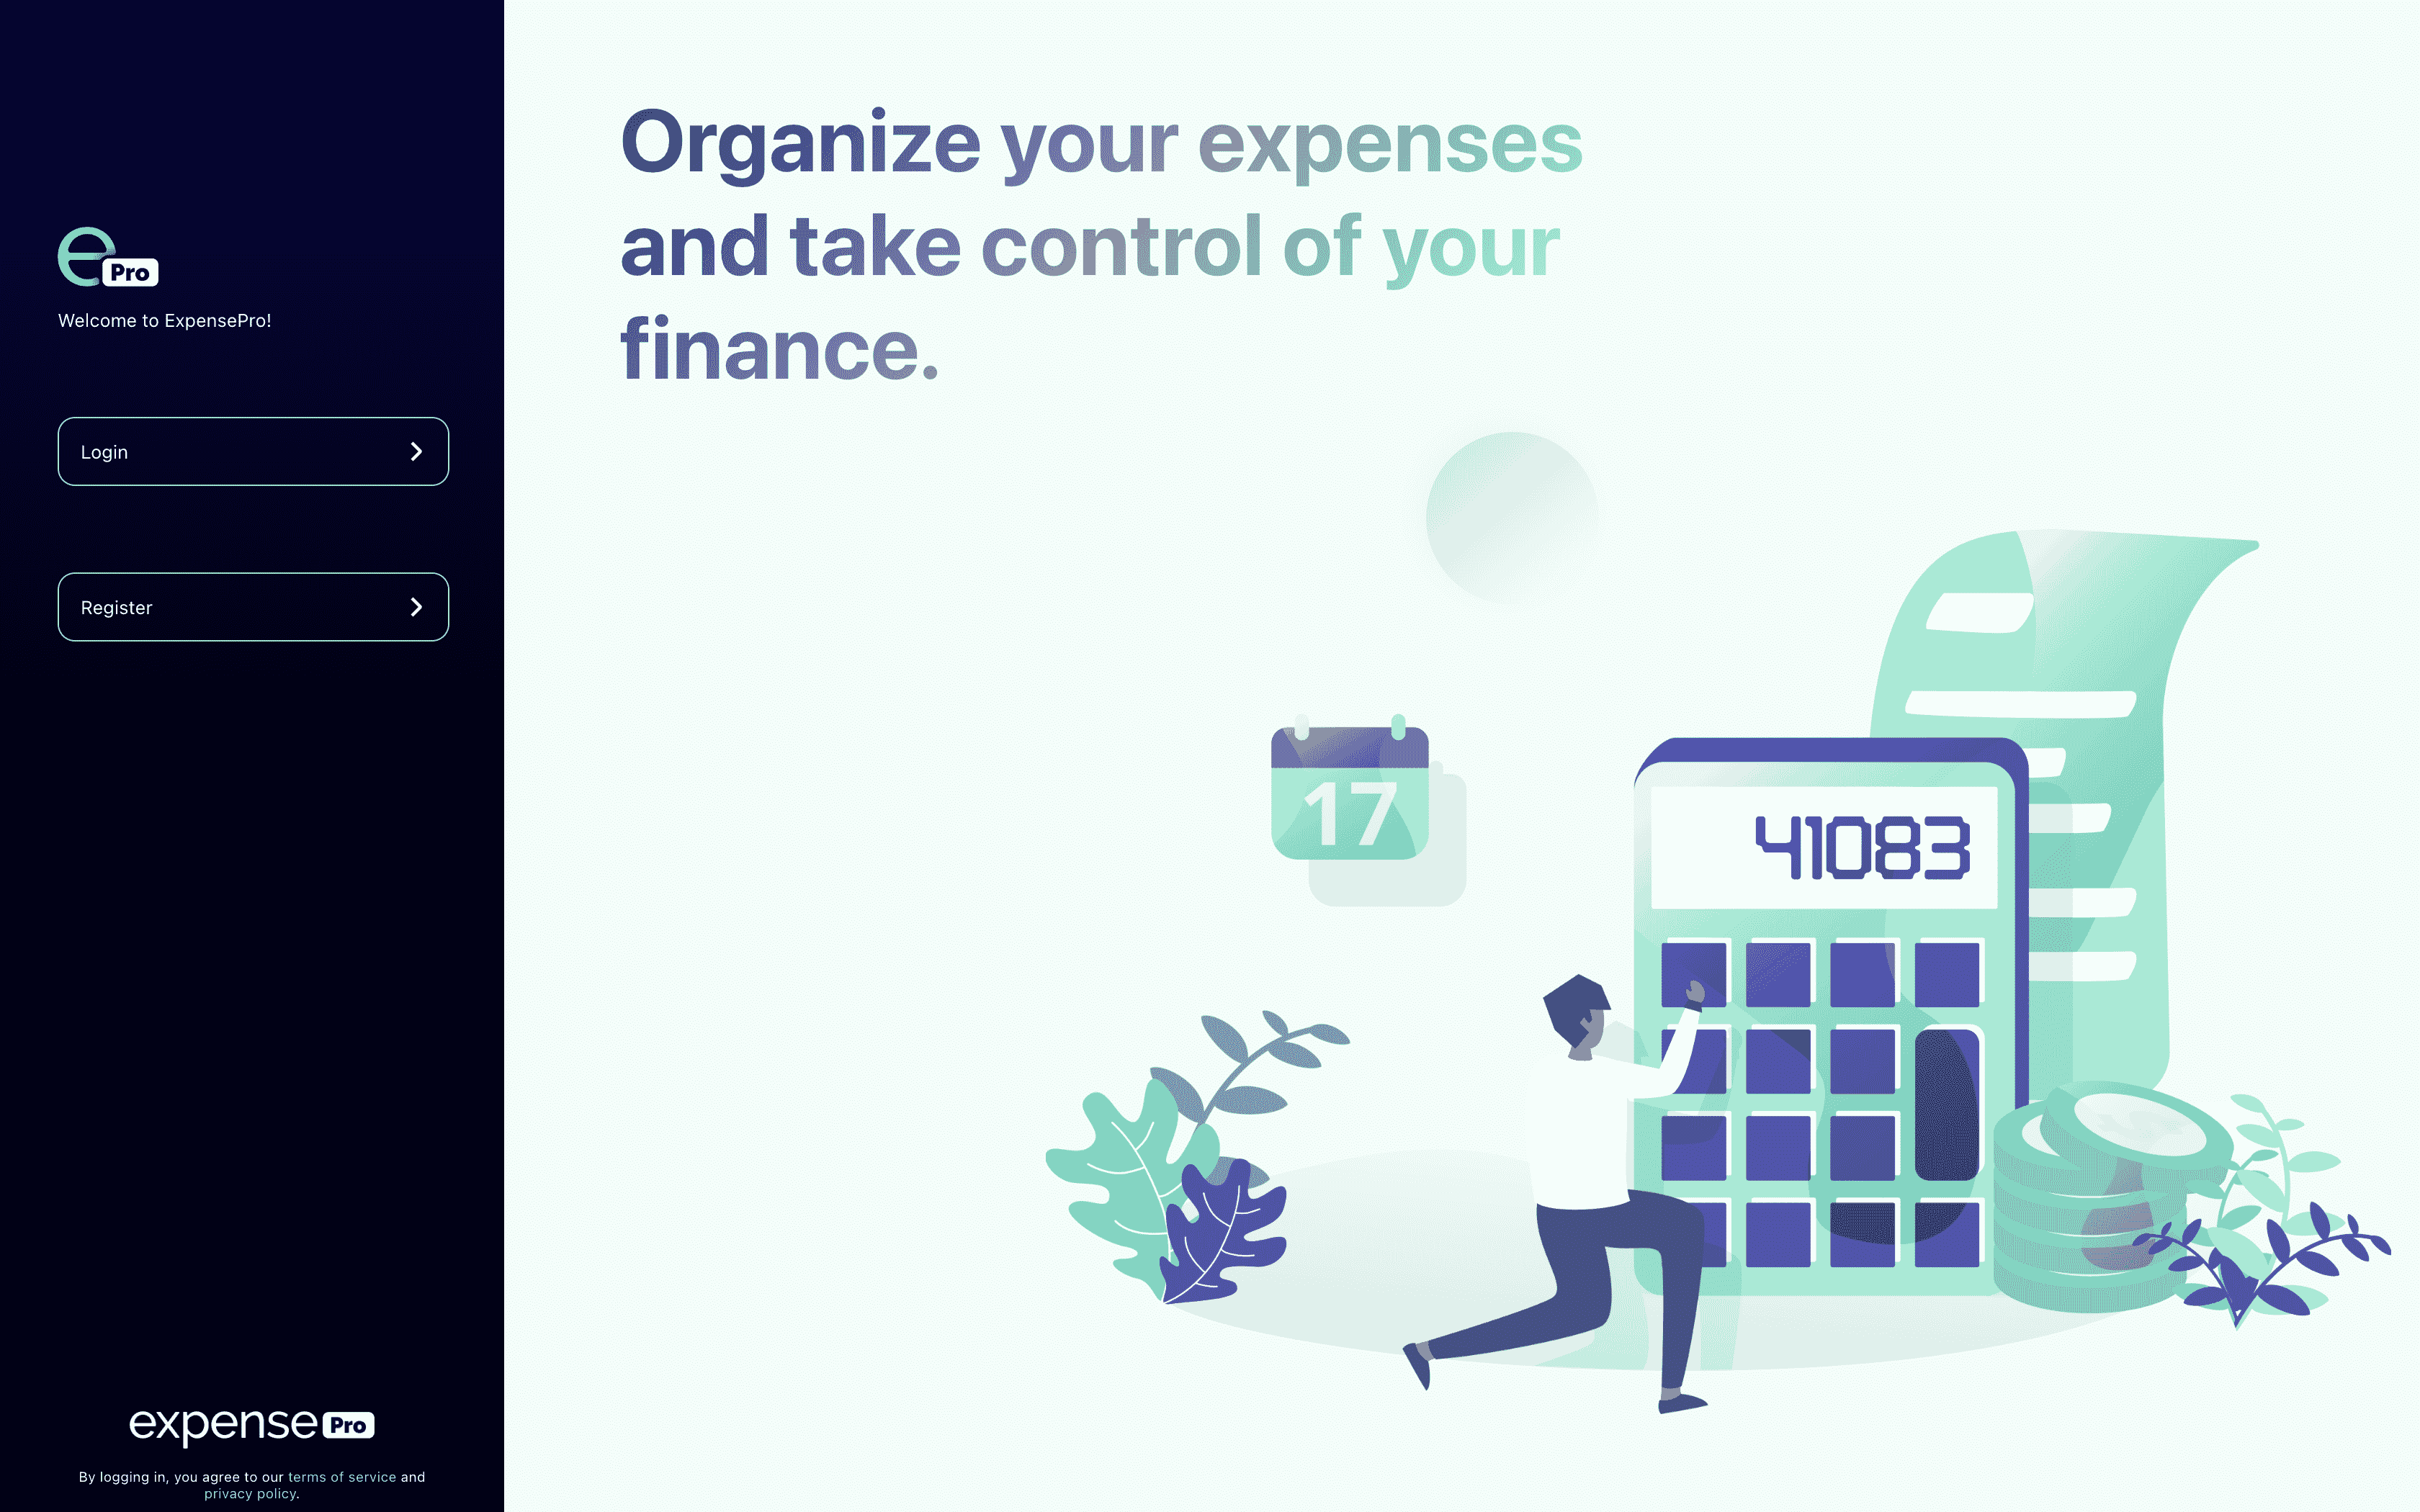 e Pro
Welcome to ExpensePro!
Login
Register
expense Pro
By logging in, you agree to our terms of service and
privacy policy.
Organize your expenses
and take control of your
finance.
17
41083